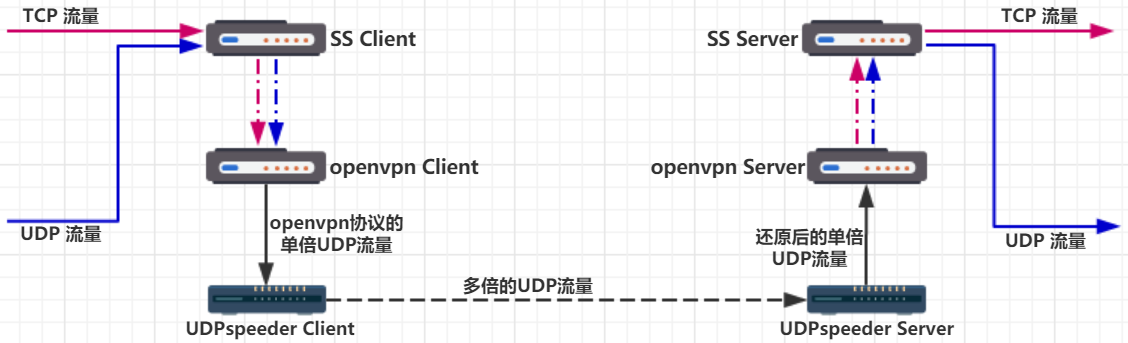 TCP 流量
SS Client
SS Server
TCP 流量
openvpn Client
openvpn Server
UDP 流量
openvpn协议的
单倍UDP流量
还原后的单倍
UDP流量
UDP 流量
多倍的UDP流量
UDPspeeder Client
UDPspeeder Server